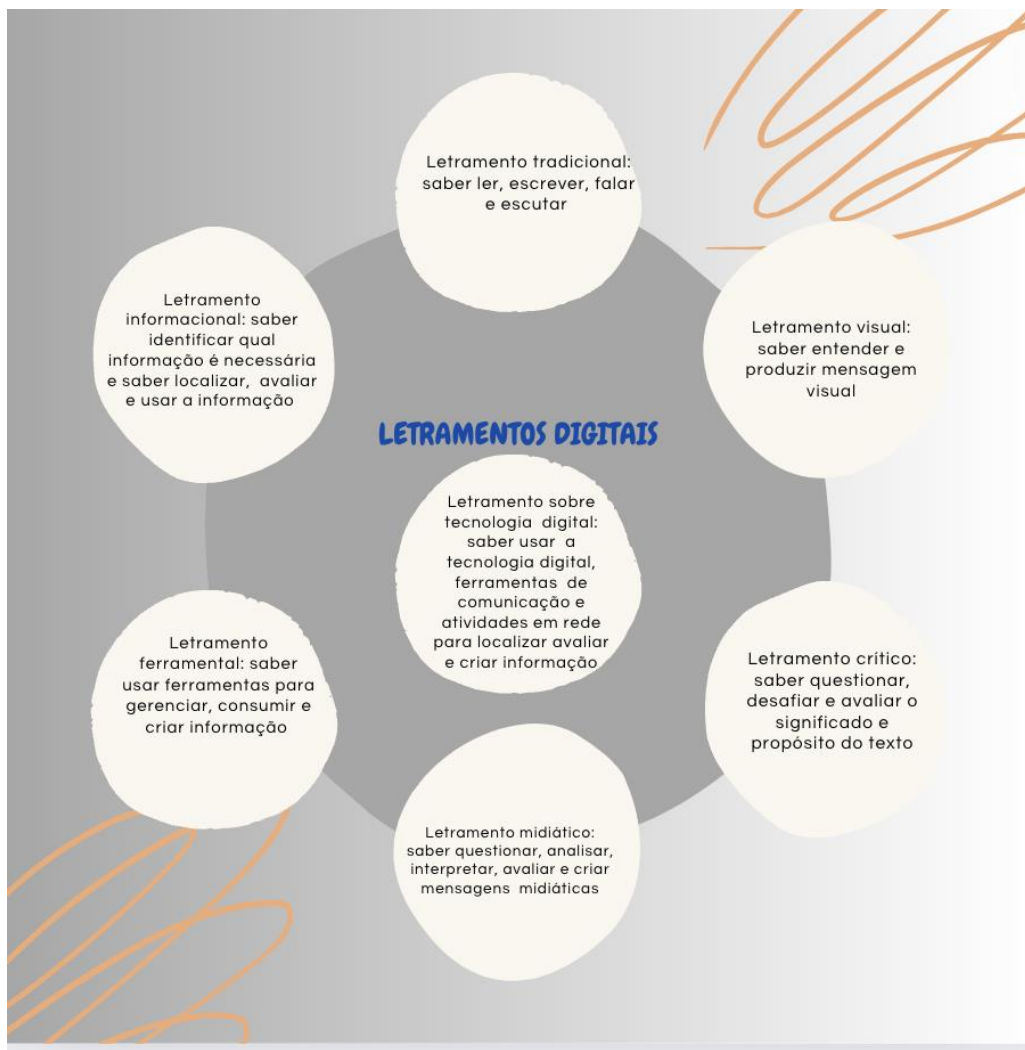 Letramento tradicional:
saber ler, escrever, falar
e escutar
Letramento
informacional: saber
identificar qual
informação é necessária
e saber localizar, avaliar
e usar a informação
Letramento visual:
saber entender e
produzir mensagem
visual
LETRAMENTOS DIGITAIS
Letramento sobre
tecnologia digital:
saber usar a
tecnologia digital,
ferramentas de
comunicação e
atividades em rede
para localizar avaliar
e criar informação
Letramento
ferramental: saber
usar ferramentas para
gerenciar, consumir e
criar informação
Letramento crítico:
saber questionar,
desafiar e avaliar o
significado e
propósito do texto
Letramento midiático:
saber questionar, analisar,
interpretar, avaliar e criar
mensagens midiáticas